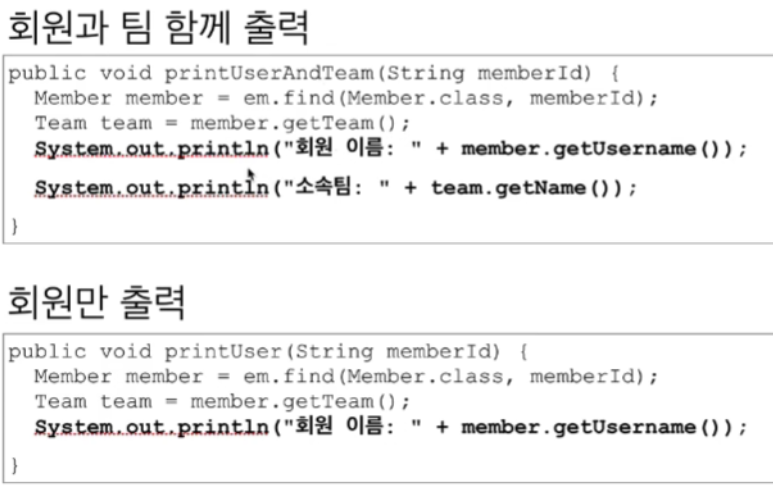 회원과 팀 함께 출력
public void printUserAndTeam(String memberId) {
Member member = em.find(Member.class, memberId);
Team team = member.getTeam();
System.out.println("회원 이름: " + member.getUsername());
System.out.println("소속팀: " + team.getName());
}
회원만 출력
public void printUser(String memberId) {
Member member = em.find(Member.class, memberId);
Team team = member.getTeam();
System.out.println("회원 이름: " + member.getUsername());
}